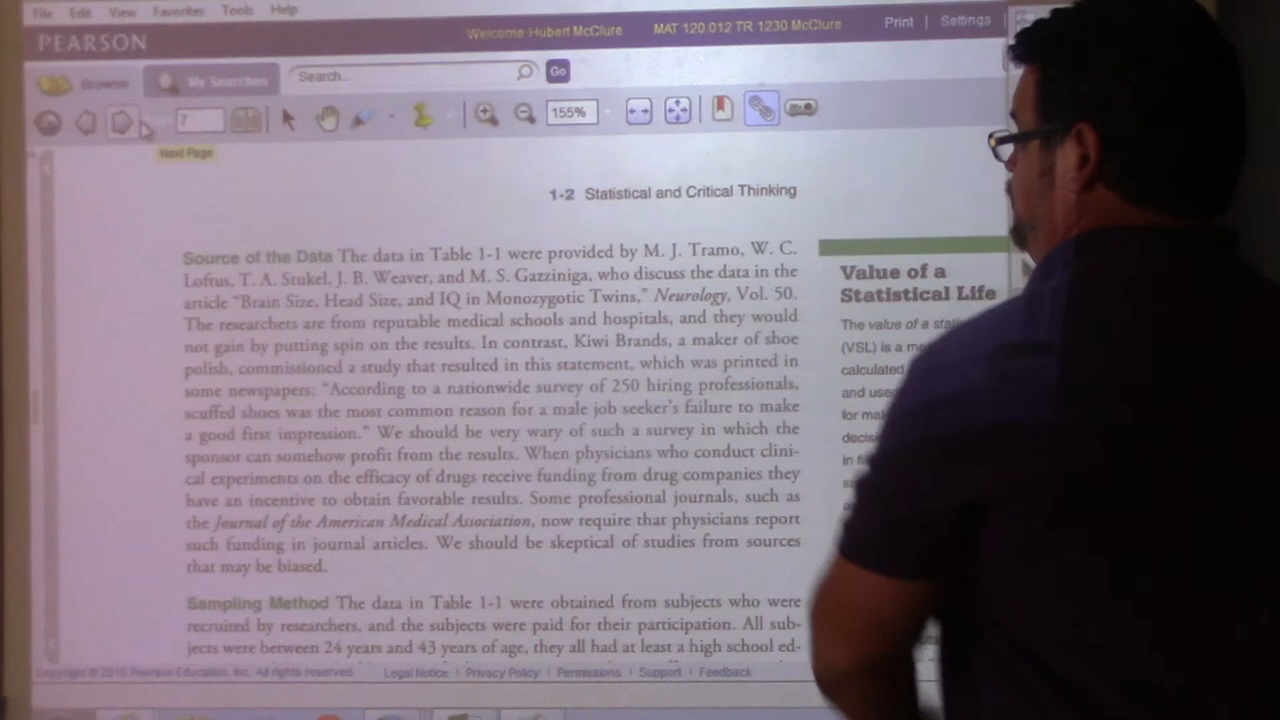 File Edit View Favorites Tools Help
PEARSON
Welcome Hubert McClure MAT 120.012 TR 1230 McClure Print | Settings
Browse My Searches Search... Go
7 155%
Next Page
1-2 Statistical and Critical Thinking
Source of the Data The data in Table 1-1 were provided by M. J. Tramo, W. C.
Loftus, T. A. Stukel, J. B. Weaver, and M. S. Gazziniga, who discuss the data in the
article “Brain Size, Head Size, and IQ in Monozygotic Twins,” Neurology, Vol. 50.
The researchers are from reputable medical schools and hospitals, and they would
not gain by putting spin on the results. In contrast, Kiwi Brands, a maker of shoe
polish, commissioned a study that resulted in this statement, which was printed in
some newspapers: “According to a nationwide survey of 250 hiring professionals,
scuffed shoes was the most common reason for a male job seeker’s failure to make
a good first impression.” We should be very wary of such a survey in which the
sponsor can somehow profit from the results. When physicians who conduct clini-
cal experiments on the efficacy of drugs receive funding from drug companies they
have an incentive to obtain favorable results. Some professional journals, such as
the Journal of the American Medical Association, now require that physicians report
such funding in journal articles. We should be skeptical of studies from sources
that may be biased.
Sampling Method The data in Table 1-1 were obtained from subjects who were
recruited by researchers, and the subjects were paid for their participation. All sub-
jects were between 24 years and 43 years of age, they all had at least a high school ed-
Value of a
Statistical Life
The value of a
(VSL) is a
calculated
and
for
in
Copyright © 2015 Pearson Education, Inc. All rights reserved. Legal Notice | Privacy Policy | Permissions | Support | Feedback